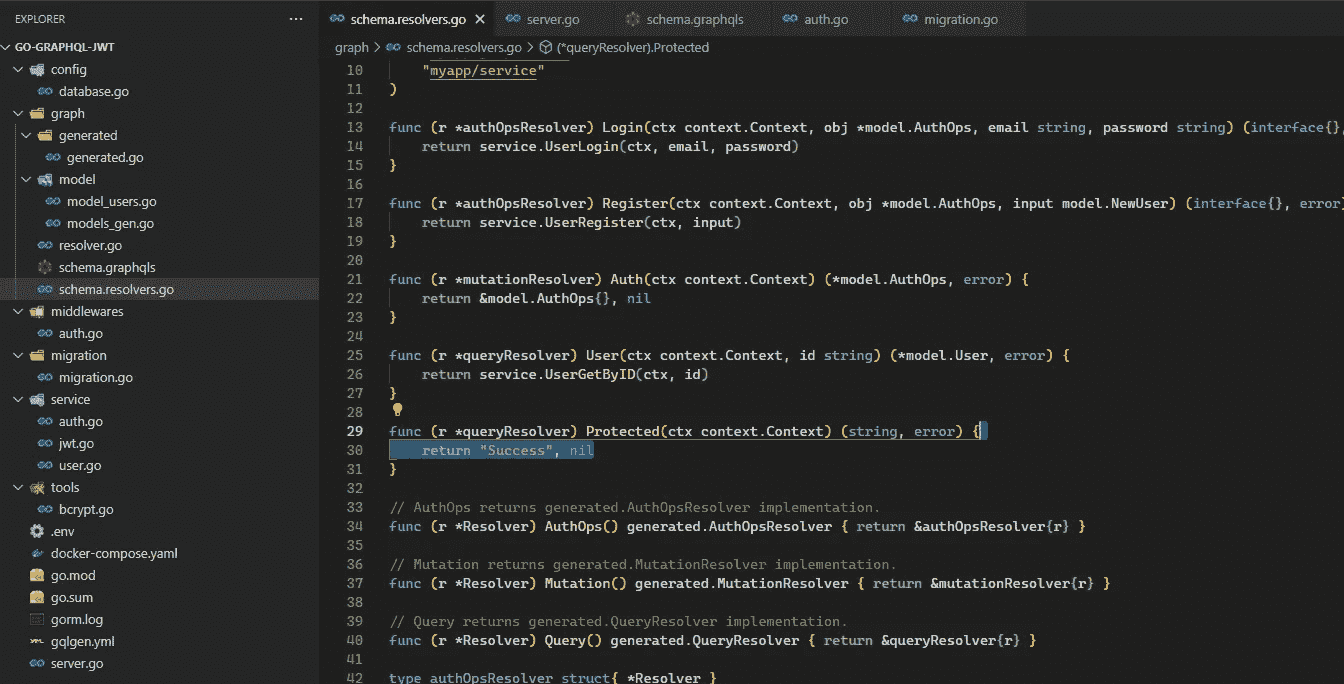 EXPLORER
GO-GRAPHQL-JWT
config
database.go
graph
generated
generated.go
model
model_users.go
models_gen.go
resolver.go
schema.graphqls
schema.resolvers.go
middlewares
auth.go
migration
migration.go
service
auth.go
jwt.go
user.go
tools
bcrypt.go
.env
docker-compose.yaml
go.mod
go.sum
gorm.log
gqlgen.yml
server.go
schema.resolvers.go server.go schema.graphqls auth.go migration.go
graph > schema.resolvers.go > (*queryResolver).Protected
10 "myapp/service"
11 )
12
13 func (r *authOpsResolver) Login(ctx context.Context, obj *model.AuthOps, email string, password string) (interface{},
14 return service.UserLogin(ctx, email, password)
15 }
16
17 func (r *authOpsResolver) Register(ctx context.Context, obj *model.AuthOps, input model.NewUser) (interface{}, error)
18 return service.UserRegister(ctx, input)
19 }
20
21 func (r *mutationResolver) Auth(ctx context.Context) (*model.AuthOps, error) {
22 return &model.AuthOps{}, nil
23 }
24
25 func (r *queryResolver) User(ctx context.Context, id string) (*model.User, error) {
26 return service.UserGetByID(ctx, id)
27 }
28
29 func (r *queryResolver) Protected(ctx context.Context) (string, error) {
30 return "Success", nil
31 }
32
33 // AuthOps returns generated.AuthOpsResolver implementation.
34 func (r *Resolver) AuthOps() generated.AuthOpsResolver { return &authOpsResolver{r} }
35
36 // Mutation returns generated.MutationResolver implementation.
37 func (r *Resolver) Mutation() generated.MutationResolver { return &mutationResolver{r} }
38
39 // Query returns generated.QueryResolver implementation.
40 func (r *Resolver) Query() generated.QueryResolver { return &queryResolver{r} }
41
42 type authOpsResolver struct{ *Resolver }